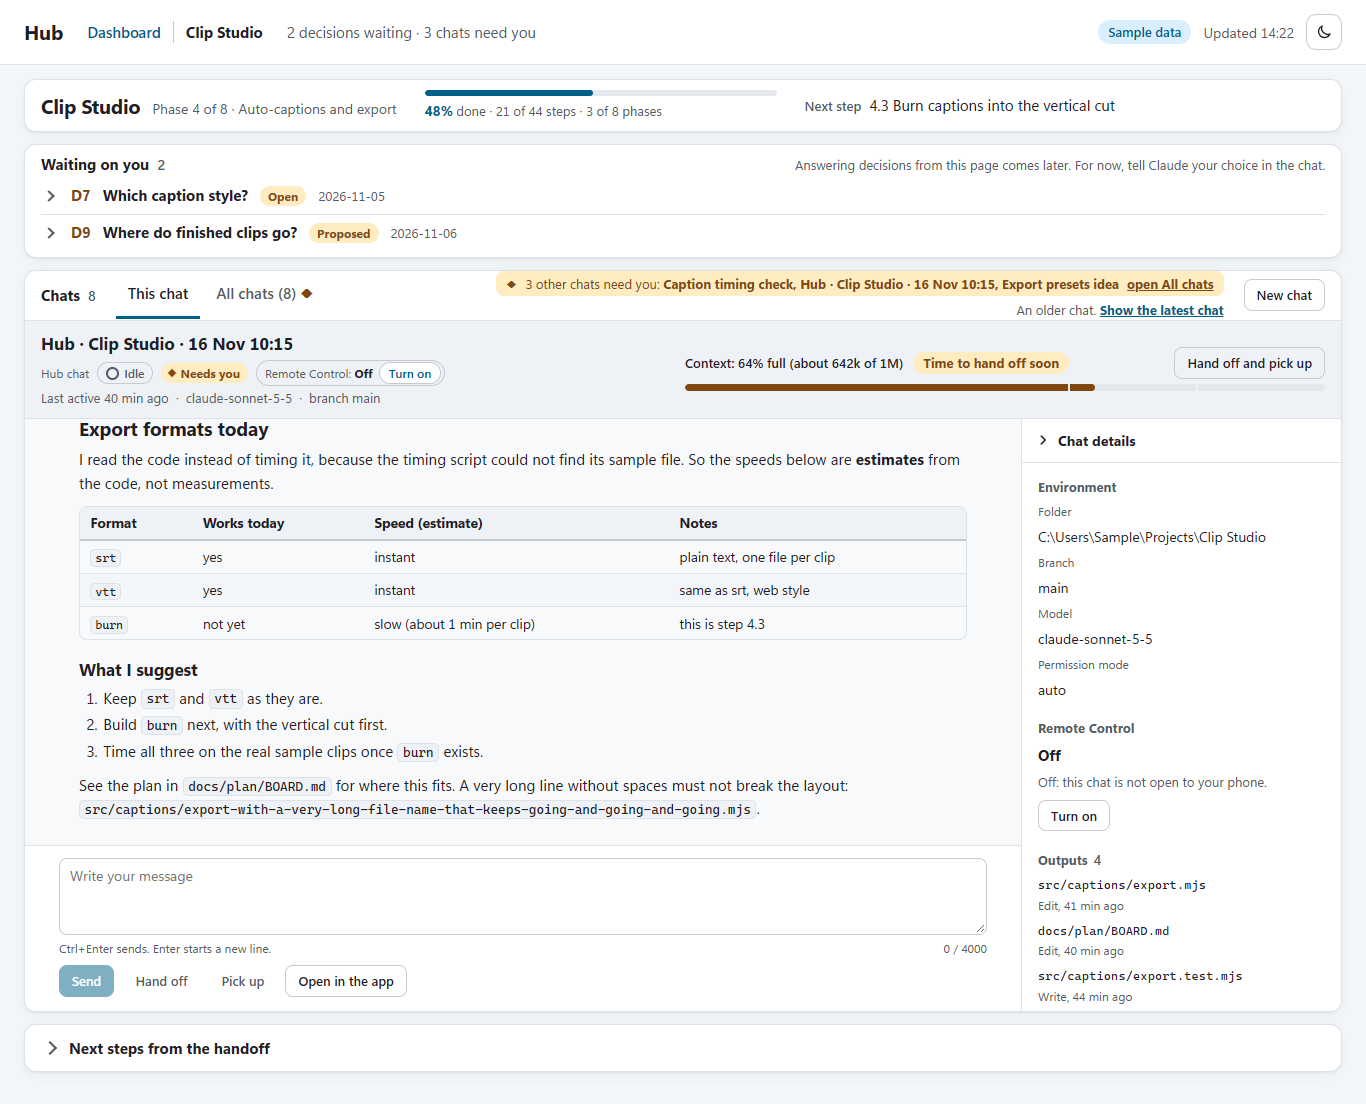 Hub Dashboard Clip Studio 2 decisions waiting · 3 chats need you Sample data Updated 14:22
Clip Studio Phase 4 of 8 · Auto-captions and export 48% done · 21 of 44 steps · 3 of 8 phases Next step 4.3 Burn captions into the vertical cut
Waiting on you 2 Answering decisions from this page comes later. For now, tell Claude your choice in the chat.
D7 Which caption style? Open 2026-11-05
D9 Where do finished clips go? Proposed 2026-11-06
Chats 8 This chat All chats (8) 3 other chats need you: Caption timing check, Hub · Clip Studio · 16 Nov 10:15, Export presets idea open All chats New chat
An older chat. Show the latest chat
Hub · Clip Studio · 16 Nov 10:15
Hub chat Idle Needs you Remote Control: Off Turn on
Last active 40 min ago · claude-sonnet-5-5 · branch main
Context: 64% full (about 642k of 1M) Time to hand off soon Hand off and pick up
Export formats today
I read the code instead of timing it, because the timing script could not find its sample file. So the speeds below are estimates from
the code, not measurements.
Format Works today Speed (estimate) Notes
srt yes instant plain text, one file per clip
vtt yes instant same as srt, web style
burn not yet slow (about 1 min per clip) this is step 4.3
What I suggest
1. Keep srt and vtt as they are.
2. Build burn next, with the vertical cut first.
3. Time all three on the real sample clips once burn exists.
See the plan in docs/plan/BOARD.md for where this fits. A very long line without spaces must not break the layout:
src/captions/export-with-a-very-long-file-name-that-keeps-going-and-going-and-going.mjs.
Write your message
Ctrl+Enter sends. Enter starts a new line. 0 / 4000
Send Hand off Pick up Open in the app
Chat details
Environment
Folder
C:\Users\Sample\Projects\Clip Studio
Branch
main
Model
claude-sonnet-5-5
Permission mode
auto
Remote Control
Off
Off: this chat is not open to your phone.
Turn on
Outputs 4
src/captions/export.mjs
Edit, 41 min ago
docs/plan/BOARD.md
Edit, 40 min ago
src/captions/export.test.mjs
Write, 44 min ago
Next steps from the handoff